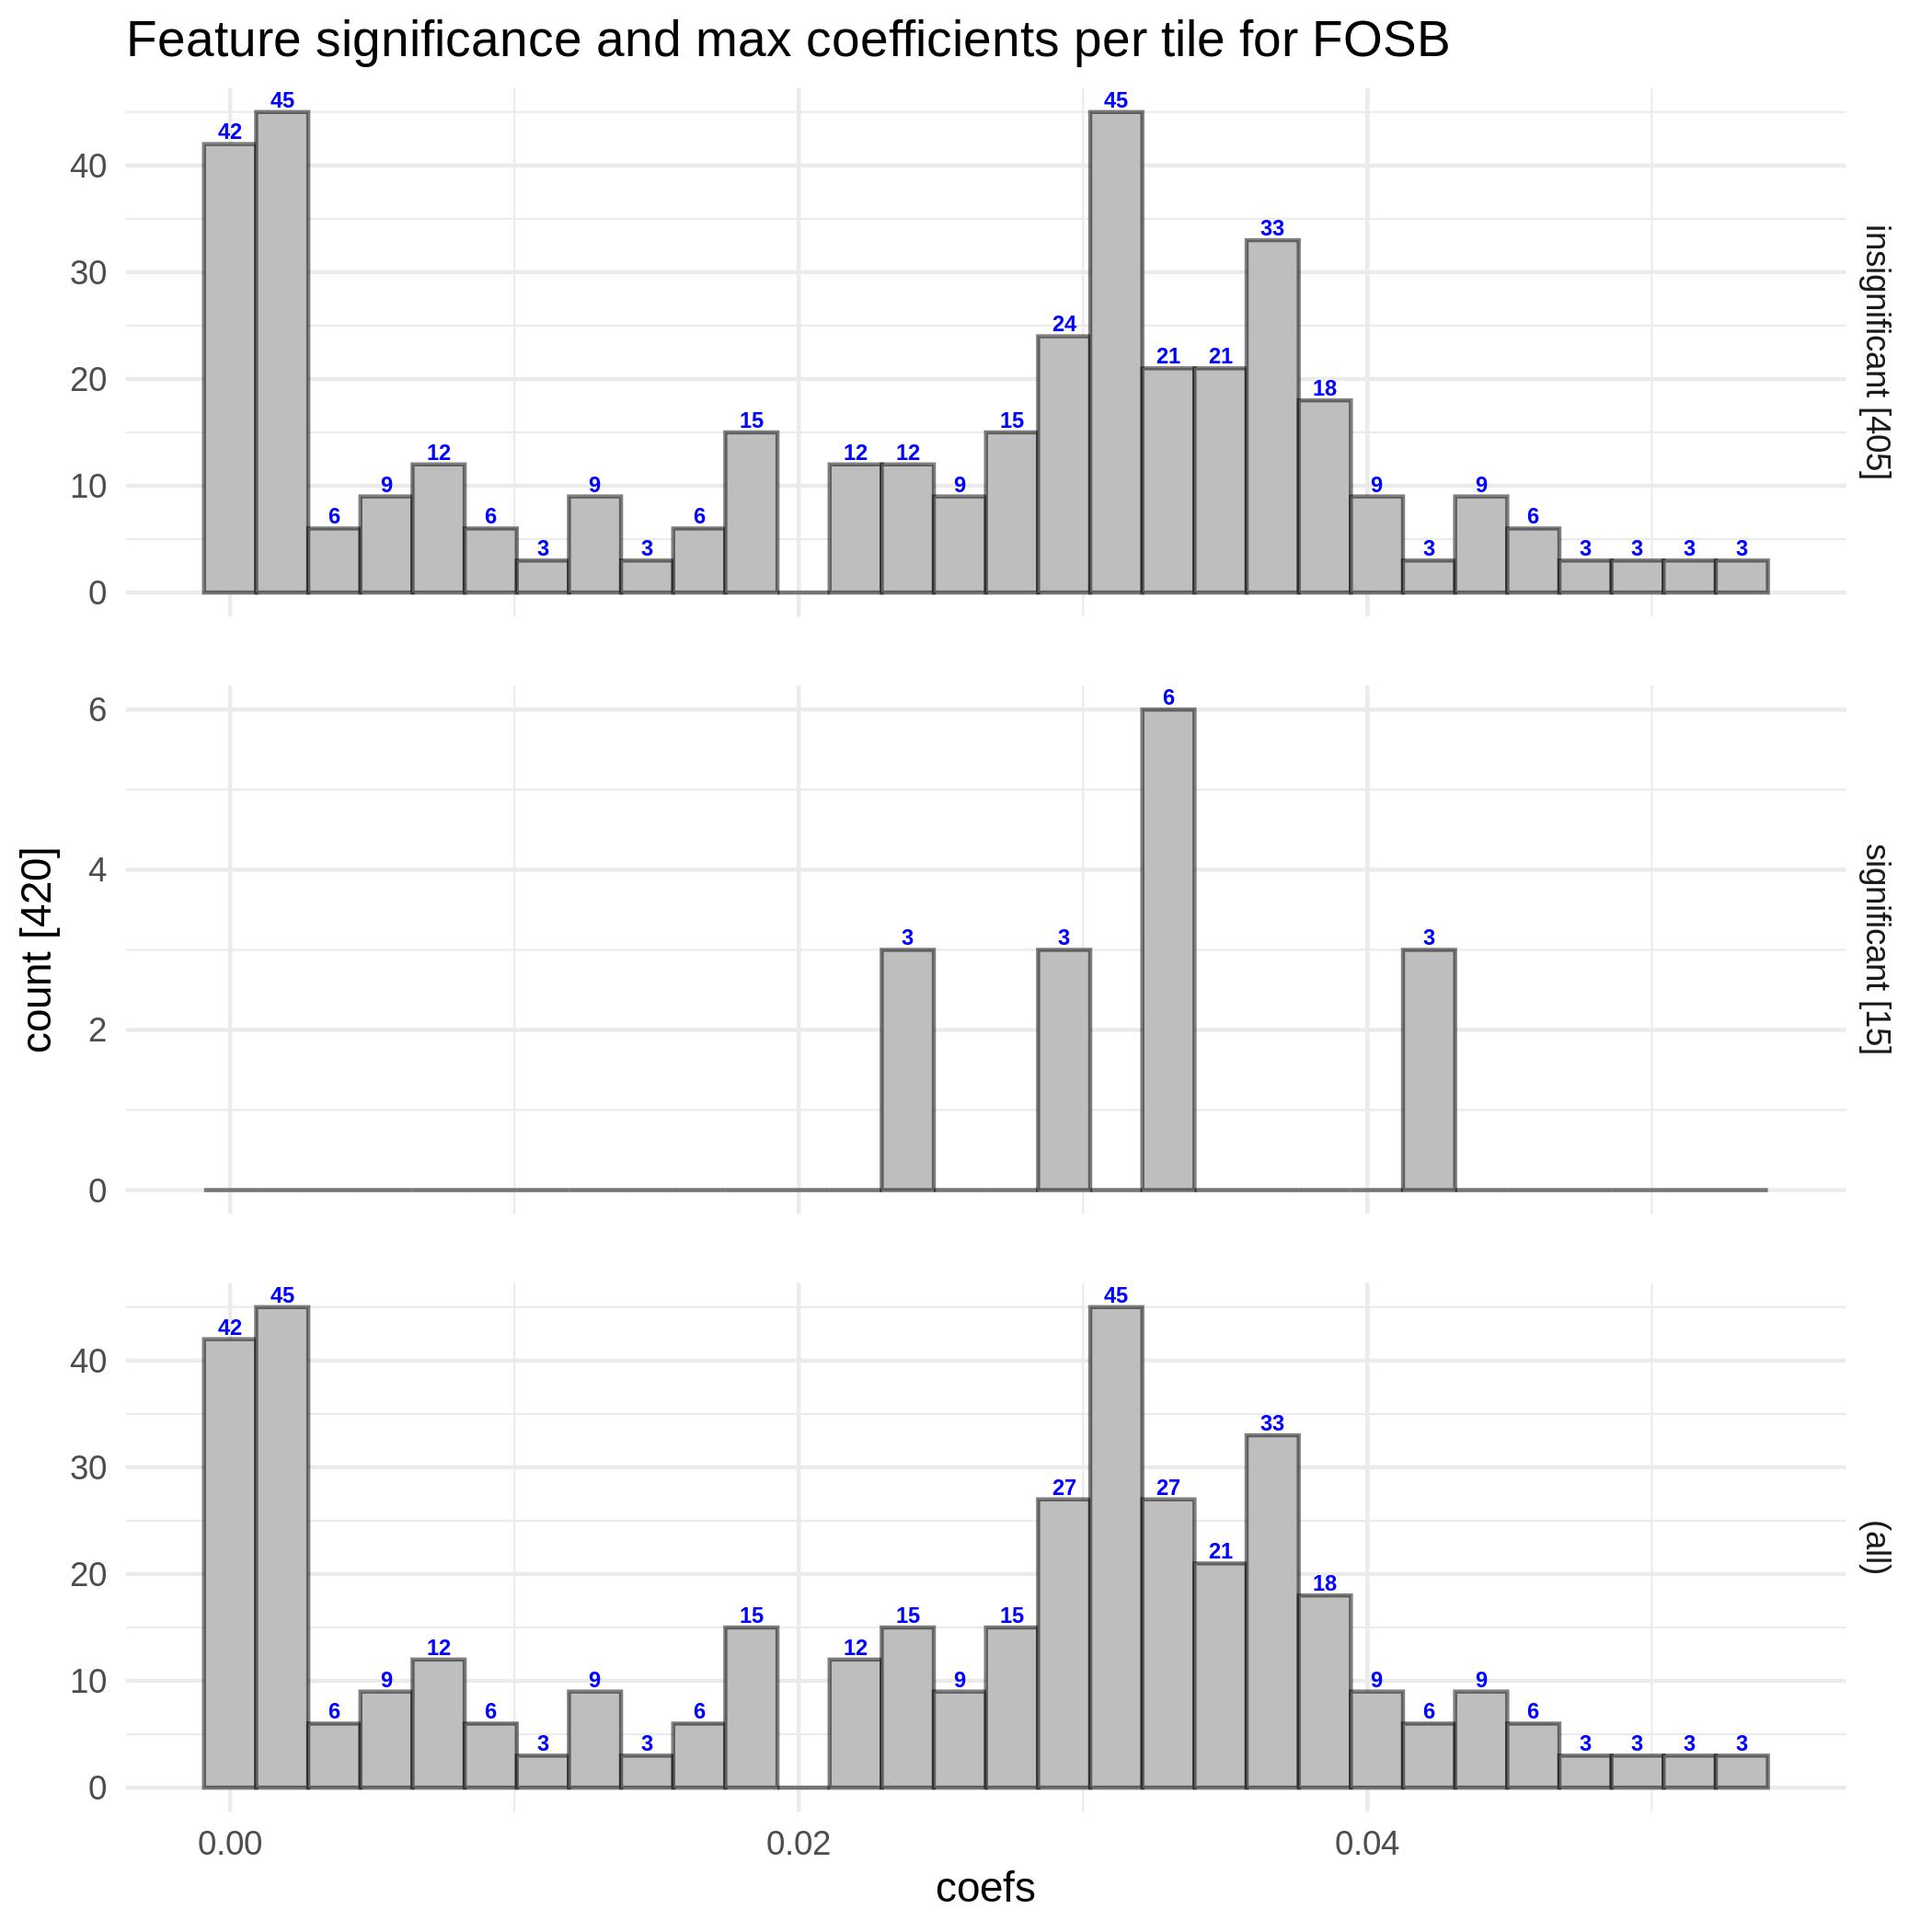 Feature significance and max coefficients per tile for FOSB
42 45 6 9 12 6 3 9 3 6 15 12 12 9 15 24 45 21 21 33 18 9 3 9 6 3 3 3 3
40
30
20
10
0
insignificant [405]
3 3 6 3
6
4
2
0
significant [15]
count [420]
42 45 6 9 12 6 3 9 3 6 15 12 15 9 15 27 45 27 21 33 18 9 6 9 6 3 3 3 3
40
30
20
10
0
(all)
0.00 0.02 0.04
coefs